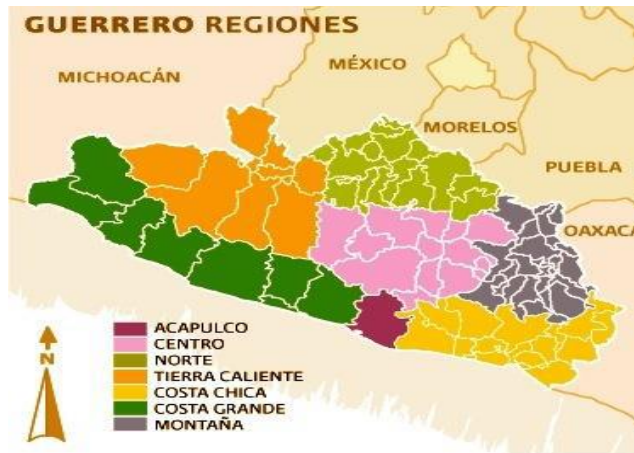 GUERRERO REGIONES
MÉXICO
MICHOACÁN
MORELOS
PUEBLA
OAXACA
N
ACAPULCO
CENTRO
NORTE
TIERRA CALIENTE
COSTA CHICA
COSTA GRANDE
MONTAÑA